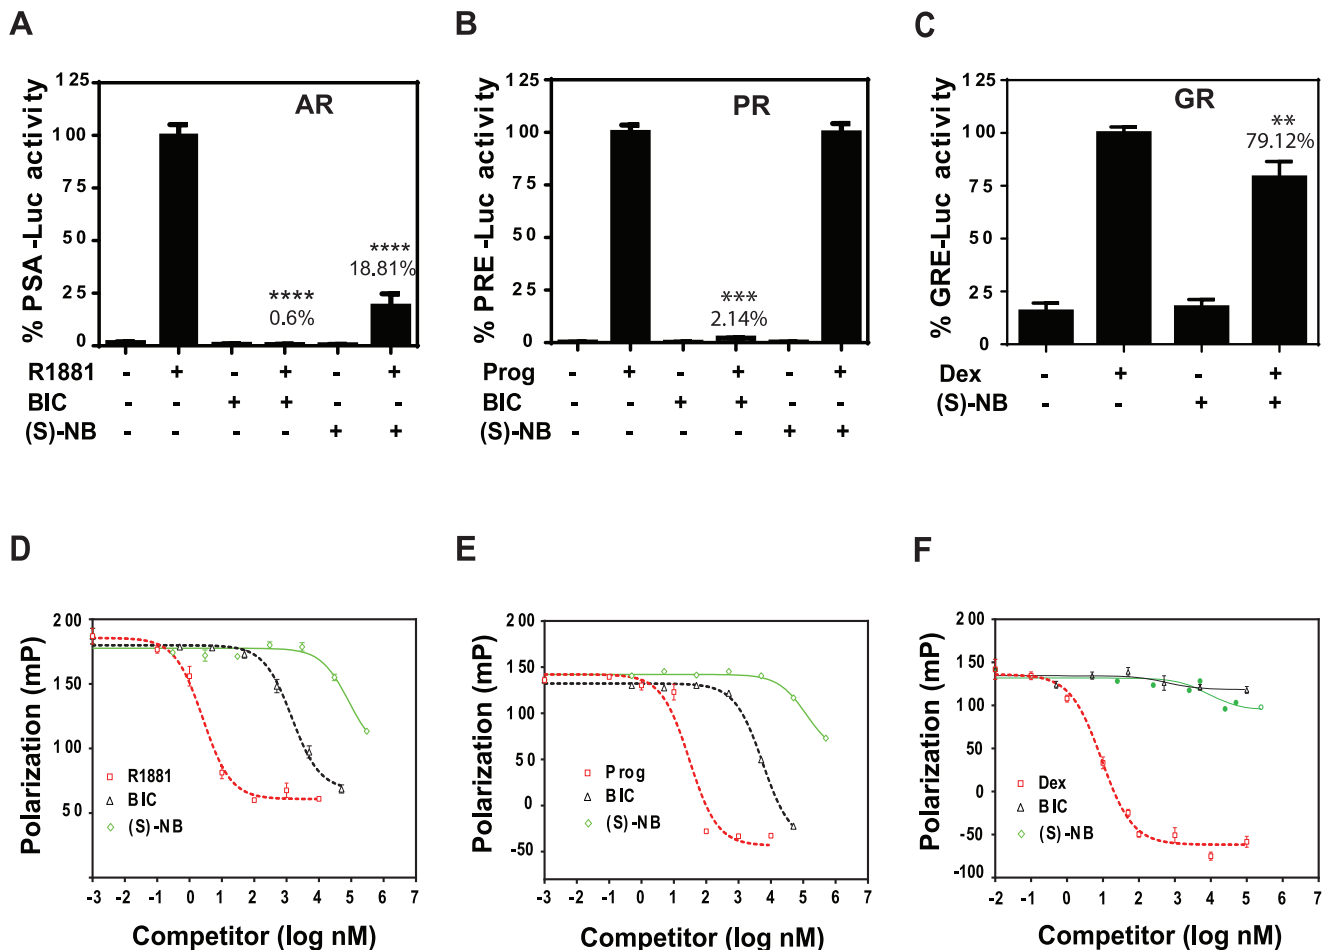 A
% PSA -Luc activity
125
100
75
50
25
0
AR
****
0.6%
****
18.81%
R1881 - + - + - +
BIC - - + + - -
(S)-NB - - - - + +
B
% PRE -Luc activity
125
100
75
50
25
0
PR
***
2.14%
Prog - + - + - +
BIC - - + + - -
(S)-NB - - - - + +
C
% GRE-Luc activity
125
100
75
50
25
0
GR
**
79.12%
Dex - + - +
(S)-NB - - + +
D
Polarization (mP)
200
150
100
50
R1881
BIC
(S)-NB
-3 -2 -1 0 1 2 3 4 5 6 7
Competitor (log nM)
E
Polarization (mP)
200
150
100
50
0
-50
Prog
BIC
(S)-NB
-3 -2 -1 0 1 2 3 4 5 6 7
Competitor (log nM)
F
Polarization (mP)
200
150
100
50
0
-50
-100
Dex
BIC
(S)-NB
-2 -1 0 1 2 3 4 5 6 7
Competitor (log nM)